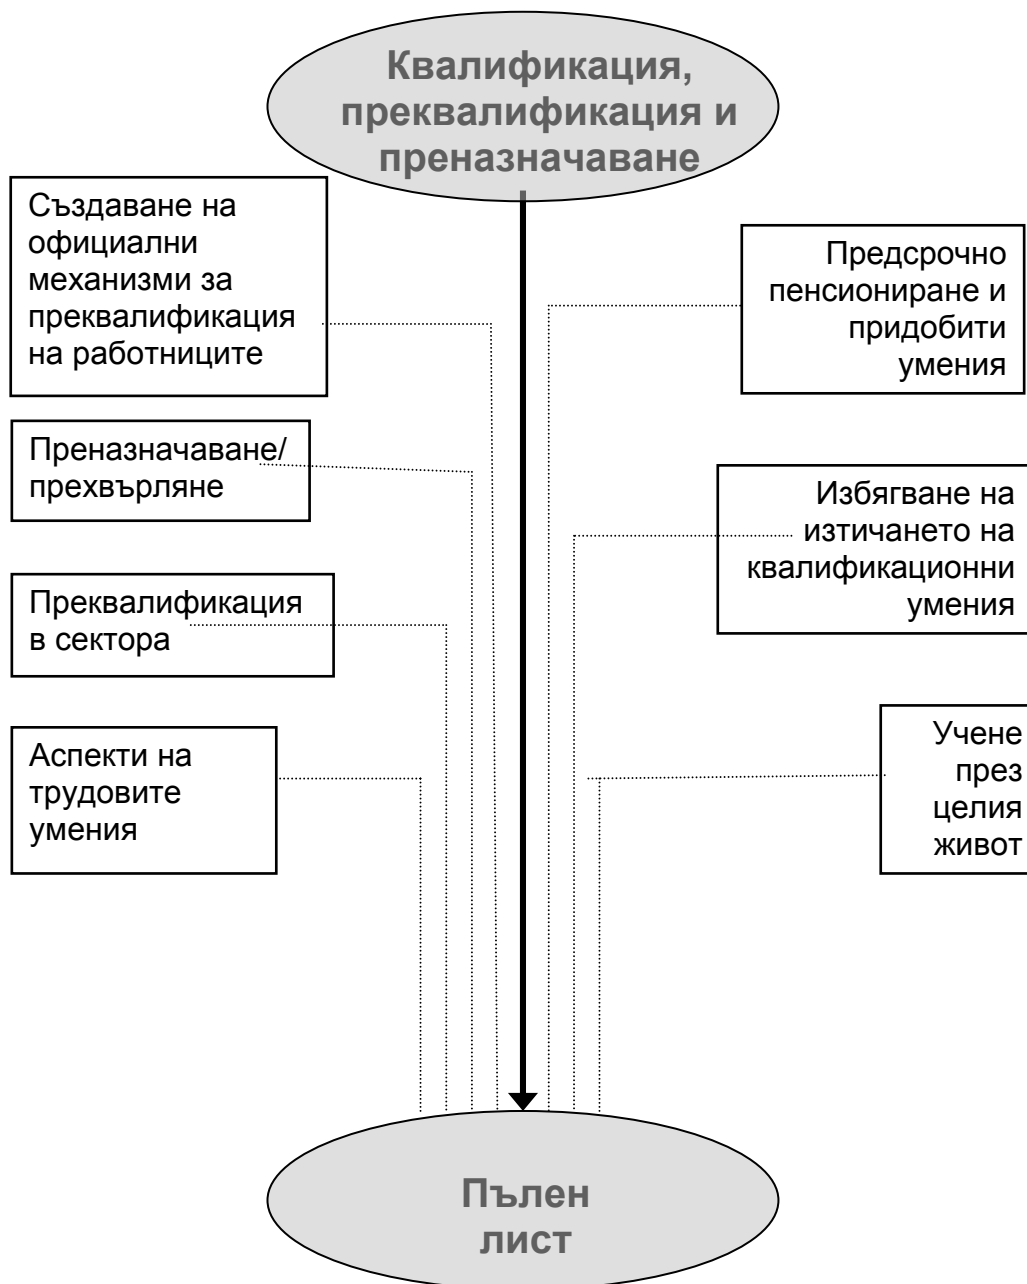 Квалификация,
преквалификация и
преназначаване
Създаване на
официални
механизми за
преквалификация
на работниците
Преназначаване/
прехвърляне
Преквалификация
в сектора
Аспекти на
трудовите
умения
Предсрочно
пенсиониране и
придобити
умения
Избягване на
изтичането на
квалификационни
умения
Учене
през
целия
живот
Пълен
лист